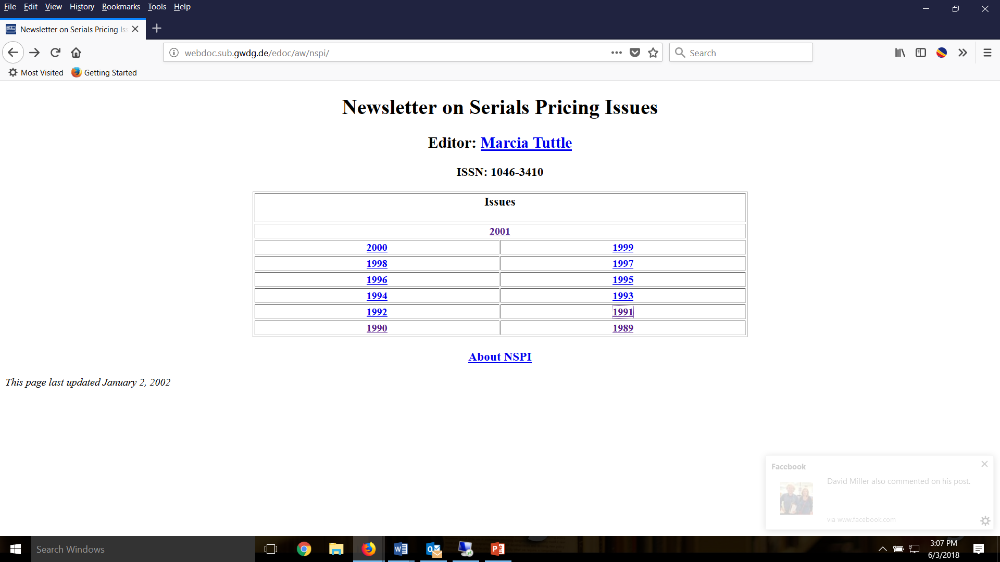 File Edit View History Bookmarks Tools Help
Newsletter on Serials Pricing Iss
webdoc.sub.gwdg.de/edoc/aw/nspi/
Search
Most Visited Getting Started
Newsletter on Serials Pricing Issues
Editor: Marcia Tuttle
ISSN: 1046-3410
Issues
2001
2000 1999
1998 1997
1996 1995
1994 1993
1992 1991
1990 1989
About NSPI
This page last updated January 2, 2002
Facebook
David Miller also commented on his post.
via www.facebook.com
Search Windows
3:07 PM
6/3/2018